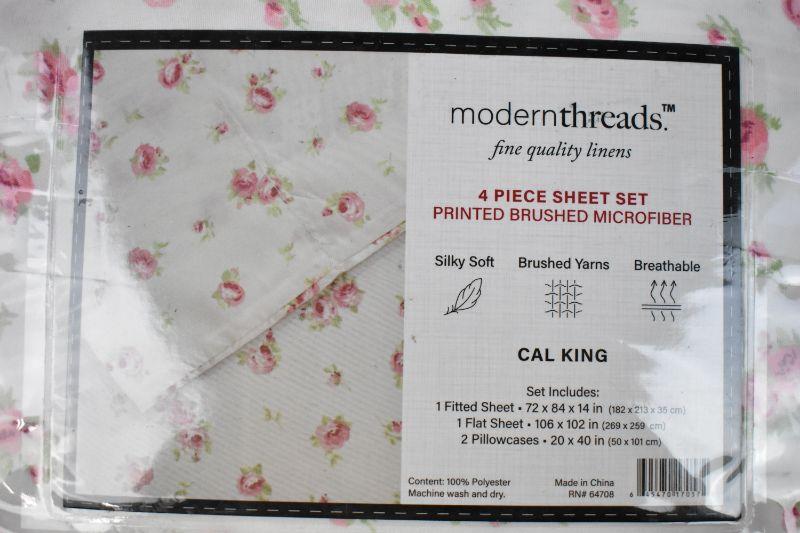 modernthreads.™
fine quality linens
4 PIECE SHEET SET
PRINTED BRUSHED MICROFIBER
Silky Soft Brushed Yarns Breathable
CAL KING
Set Includes:
1 Fitted Sheet • 72 x 84 x 14 in (182 x 213 x 35 cm)
1 Flat Sheet • 106 x 102 in (269 x 259 cm)
2 Pillowcases • 20 x 40 in (50 x 101 cm)
Content: 100% Polyester
Machine wash and dry.
Made in China
RN# 64708